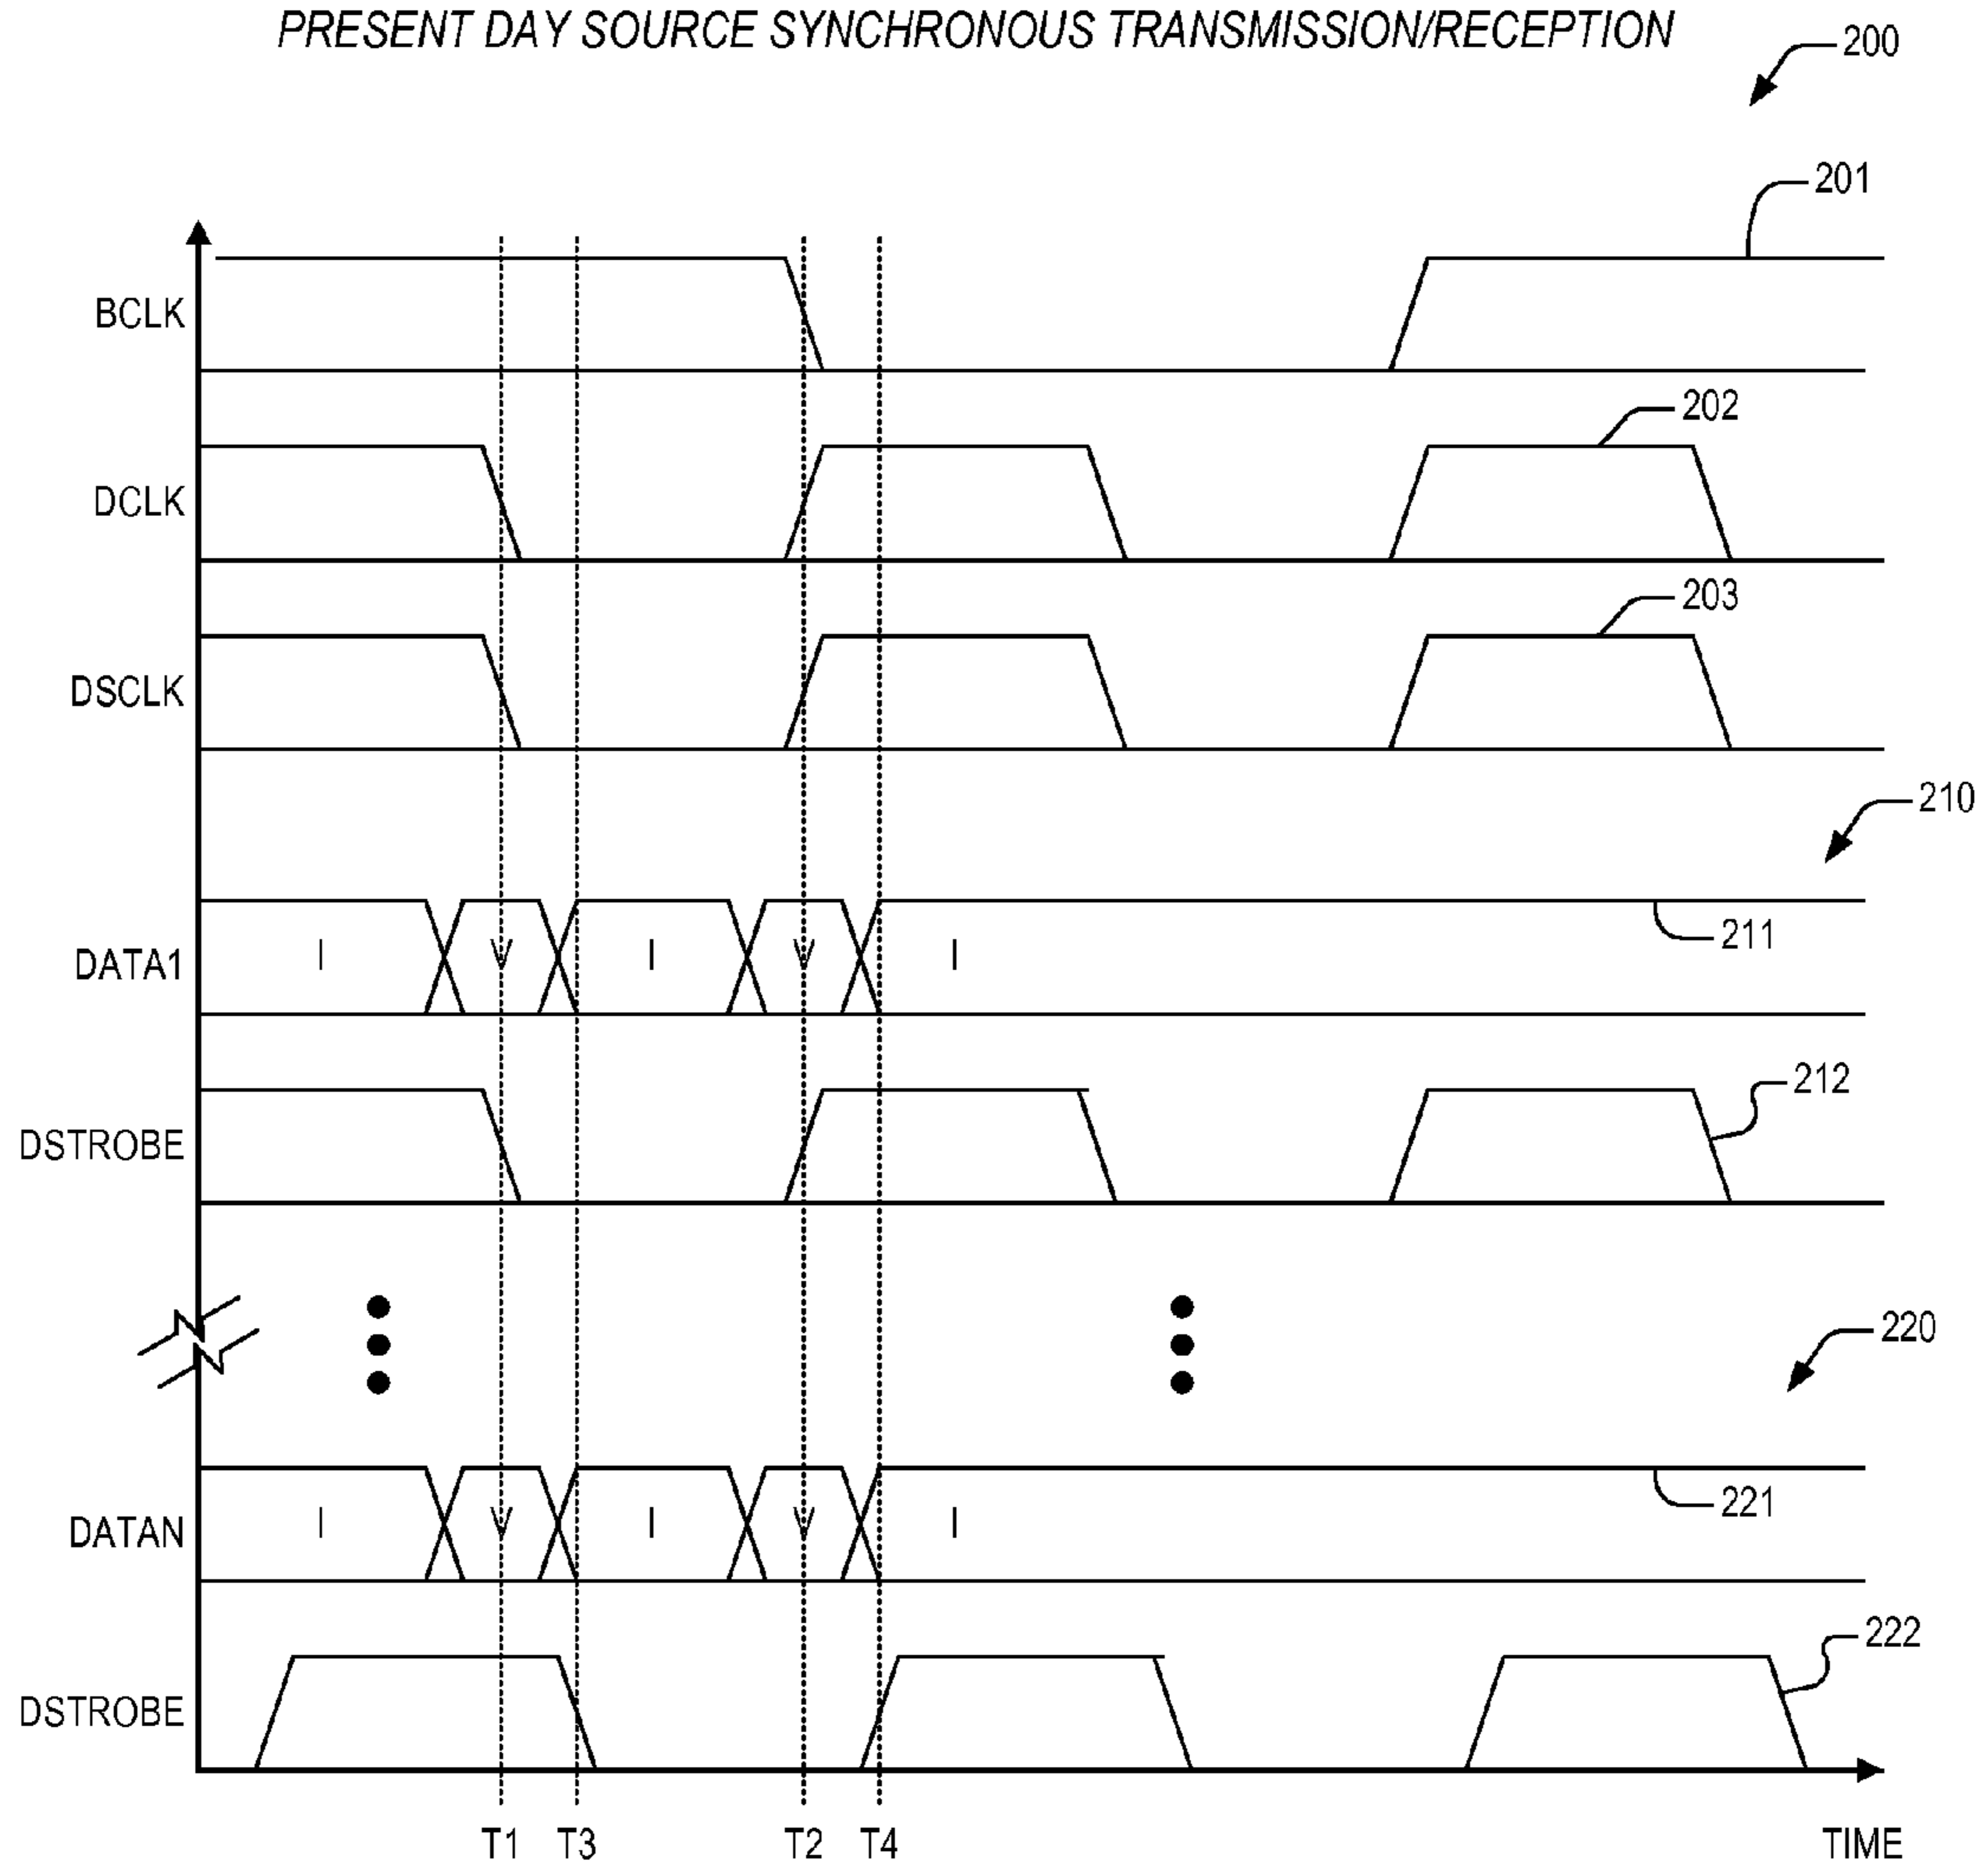 PRESENT DAY SOURCE SYNCHRONOUS TRANSMISSION/RECEPTION
200
201
BCLK
202
DCLK
203
DSCLK
210
DATA1
I V I V I
211
DSTROBE
212
220
DATAN
I V I V I
221
DSTROBE
222
T1 T3 T2 T4 TIME